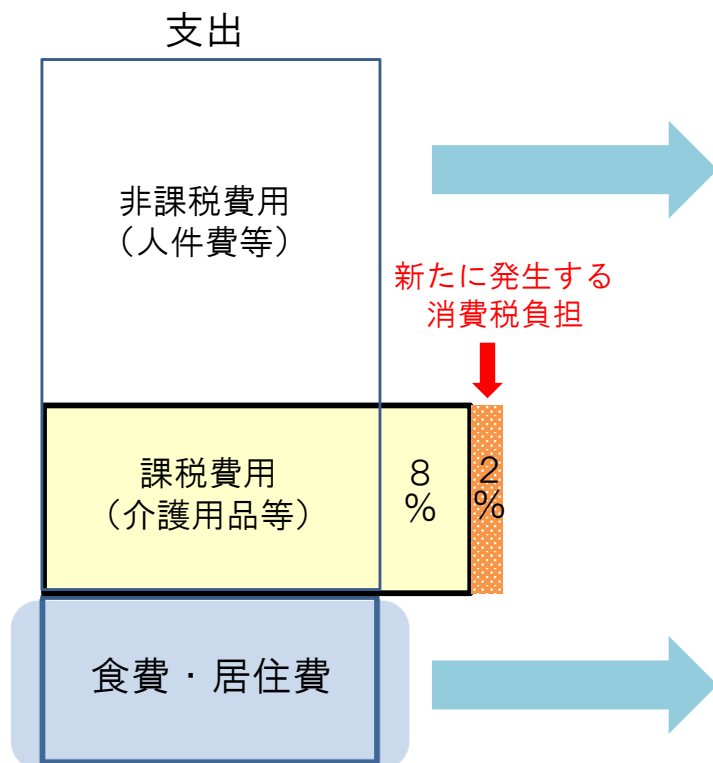 支出
非課税費用
（人件費等）
新たに発生する
消費税負担
課税費用
（介護用品等）
８
％
２
％
食費・居住費